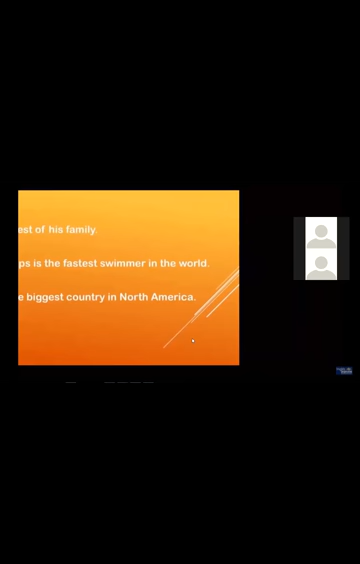 est of his family.
ps is the fastest swimmer in the world.
e biggest country in North America.